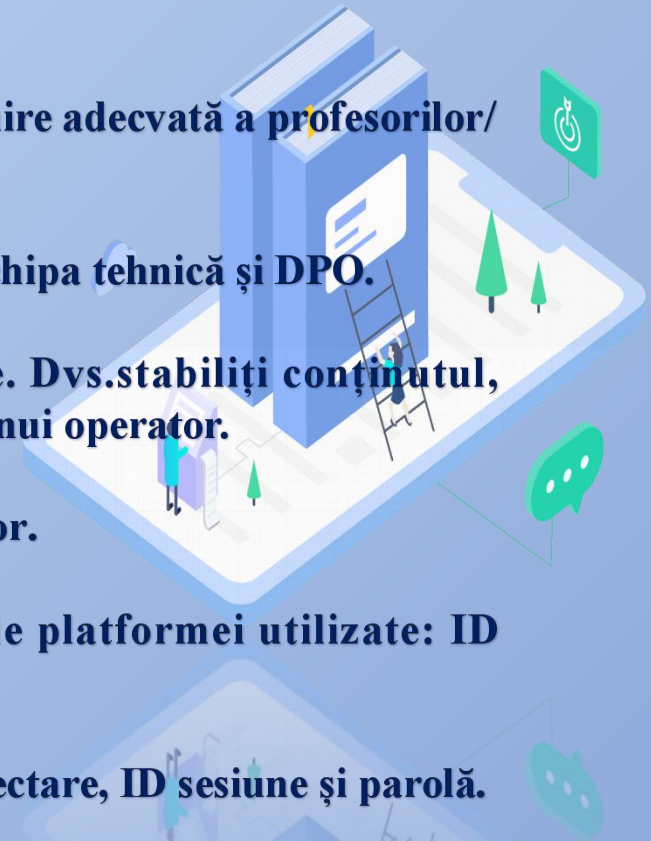 ire adecvată a profesorilor/
hipa tehnică și DPO.
e. Dvs.stabiliți conținutul,
nui operator.
or.
le platformei utilizate: ID
ectare, ID sesiune și parolă.